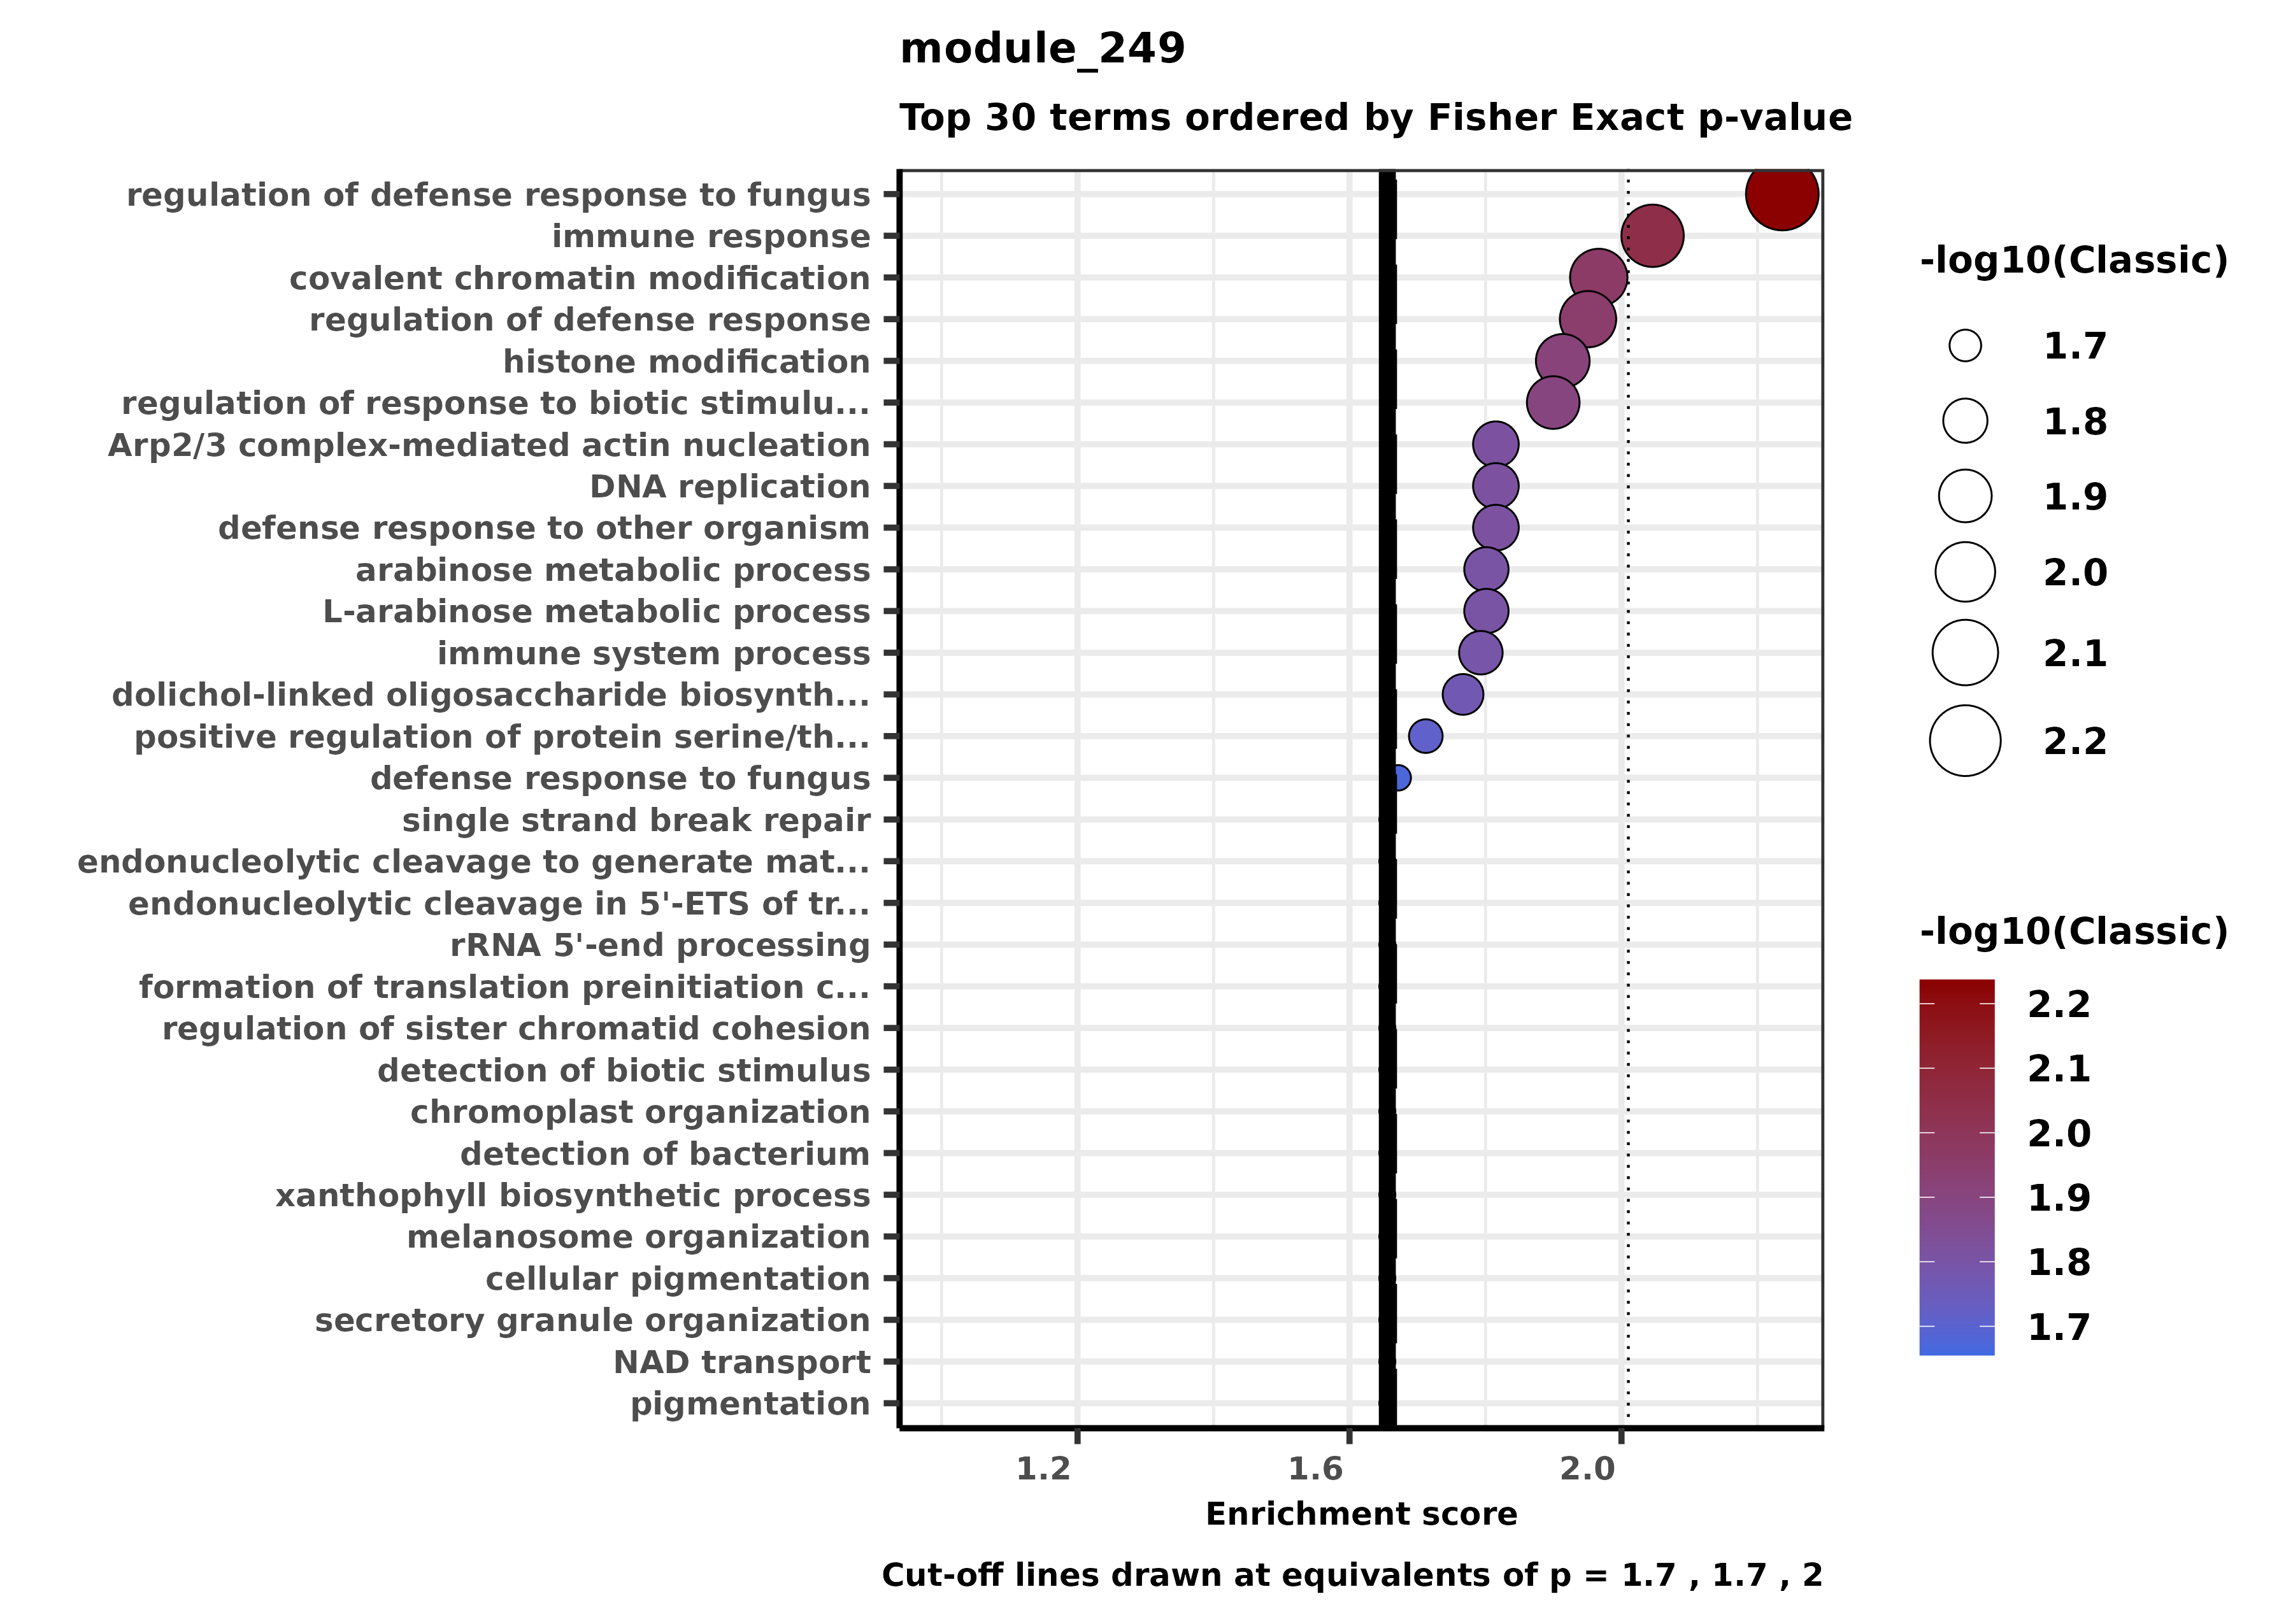 module_249
Top 30 terms ordered by Fisher Exact p-value
regulation of defense response to fungus
immune response
covalent chromatin modification
regulation of defense response
histone modification
regulation of response to biotic stimulu...
Arp2/3 complex-mediated actin nucleation
DNA replication
defense response to other organism
arabinose metabolic process
L-arabinose metabolic process
immune system process
dolichol-linked oligosaccharide biosynth...
positive regulation of protein serine/th...
defense response to fungus
single strand break repair
endonucleolytic cleavage to generate mat...
endonucleolytic cleavage in 5'-ETS of tr...
rRNA 5'-end processing
formation of translation preinitiation c...
regulation of sister chromatid cohesion
detection of biotic stimulus
chromoplast organization
detection of bacterium
xanthophyll biosynthetic process
melanosome organization
cellular pigmentation
secretory granule organization
NAD transport
pigmentation
1.2
1.6
2.0
Enrichment score
Cut-off lines drawn at equivalents of p = 1.7 , 1.7 , 2
-log10(Classic)
1.7
1.8
1.9
2.0
2.1
2.2
-log10(Classic)
2.2
2.1
2.0
1.9
1.8
1.7